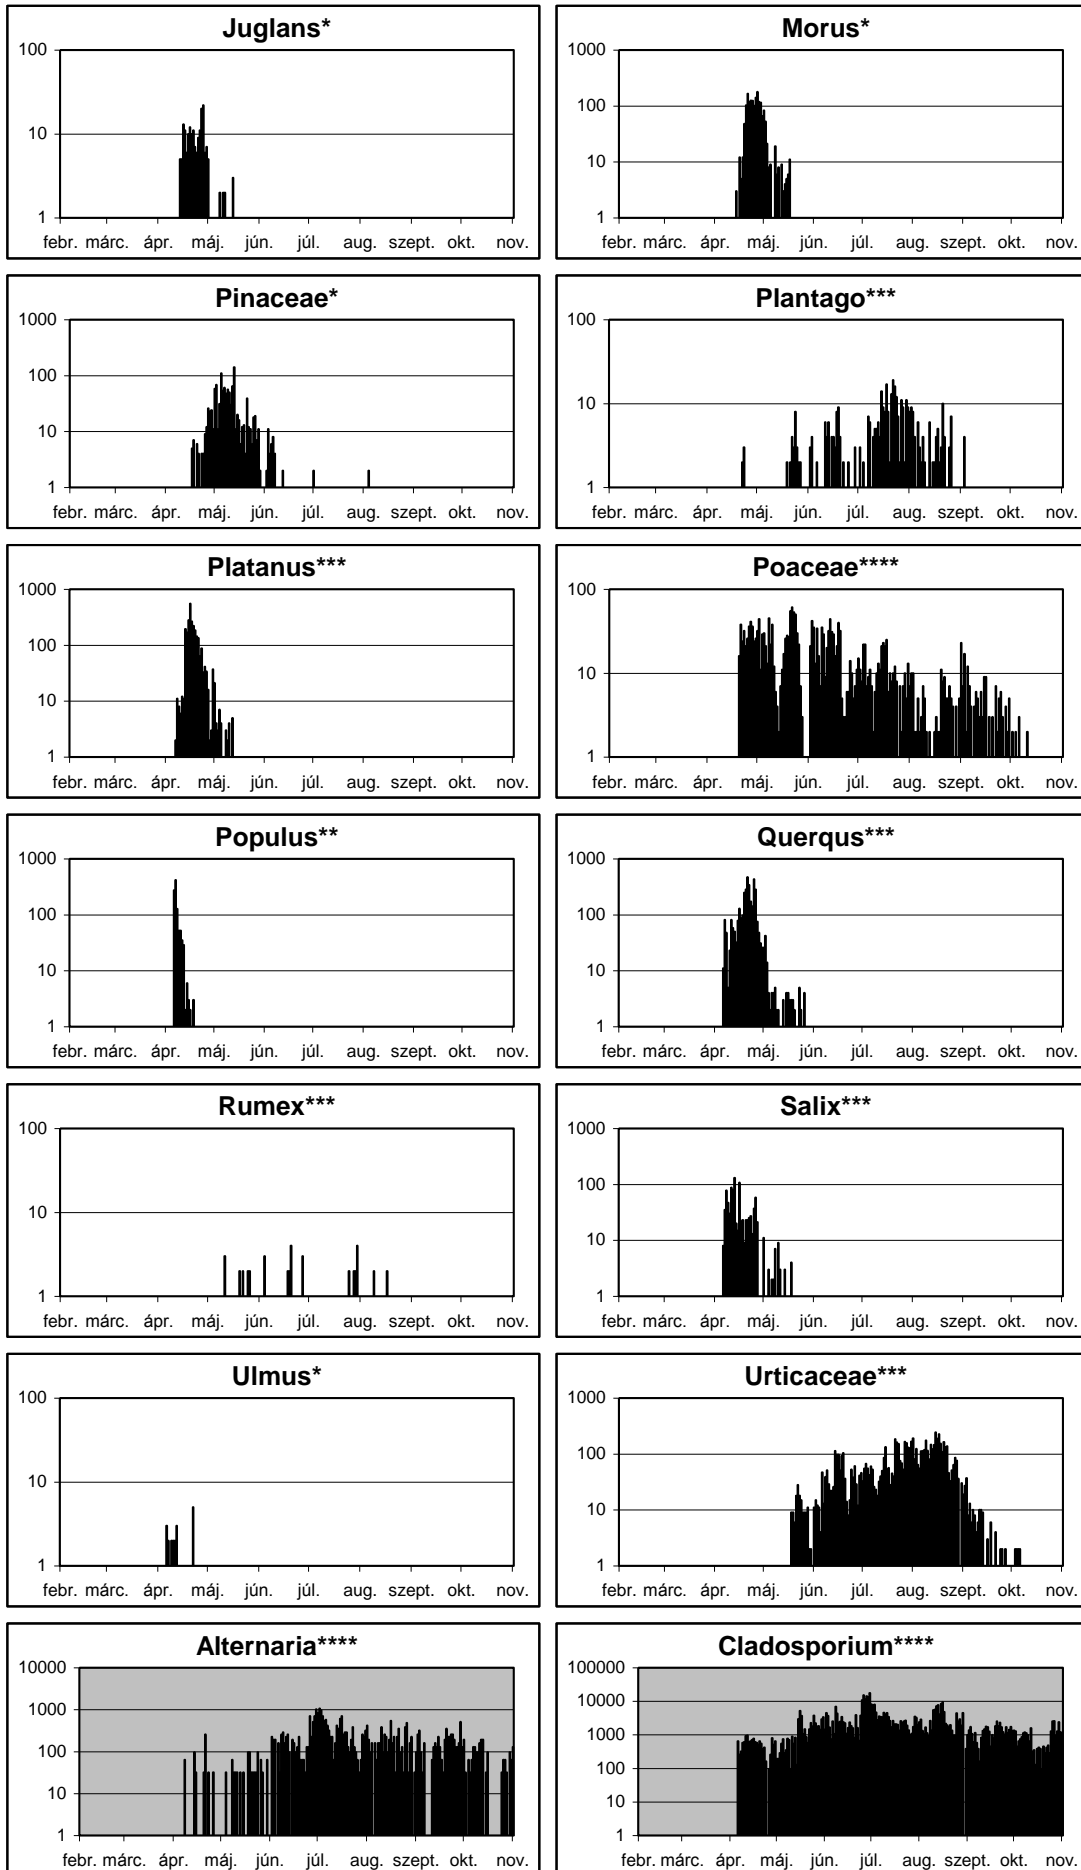 Juglans*
100
10
1
febr. márc. ápr. máj. jún. júl. aug. szept. okt. nov.
Morus*
1000
100
10
1
febr. márc. ápr. máj. jún. júl. aug. szept. okt. nov.
Pinaceae*
1000
100
10
1
febr. márc. ápr. máj. jún. júl. aug. szept. okt. nov.
Plantago***
100
10
1
febr. márc. ápr. máj. jún. júl. aug. szept. okt. nov.
Platanus***
1000
100
10
1
febr. márc. ápr. máj. jún. júl. aug. szept. okt. nov.
Poaceae****
100
10
1
febr. márc. ápr. máj. jún. júl. aug. szept. okt. nov.
Populus**
1000
100
10
1
febr. márc. ápr. máj. jún. júl. aug. szept. okt. nov.
Querqus***
1000
100
10
1
febr. márc. ápr. máj. jún. júl. aug. szept. okt. nov.
Rumex***
100
10
1
febr. márc. ápr. máj. jún. júl. aug. szept. okt. nov.
Salix***
1000
100
10
1
febr. márc. ápr. máj. jún. júl. aug. szept. okt. nov.
Ulmus*
100
10
1
febr. márc. ápr. máj. jún. júl. aug. szept. okt. nov.
Urticaceae***
1000
100
10
1
febr. márc. ápr. máj. jún. júl. aug. szept. okt. nov.
Alternaria****
10000
1000
100
10
1
febr. márc. ápr. máj. jún. júl. aug. szept. okt. nov.
Cladosporium****
100000
10000
1000
100
10
1
febr. márc. ápr. máj. jún. júl. aug. szept. okt. nov.